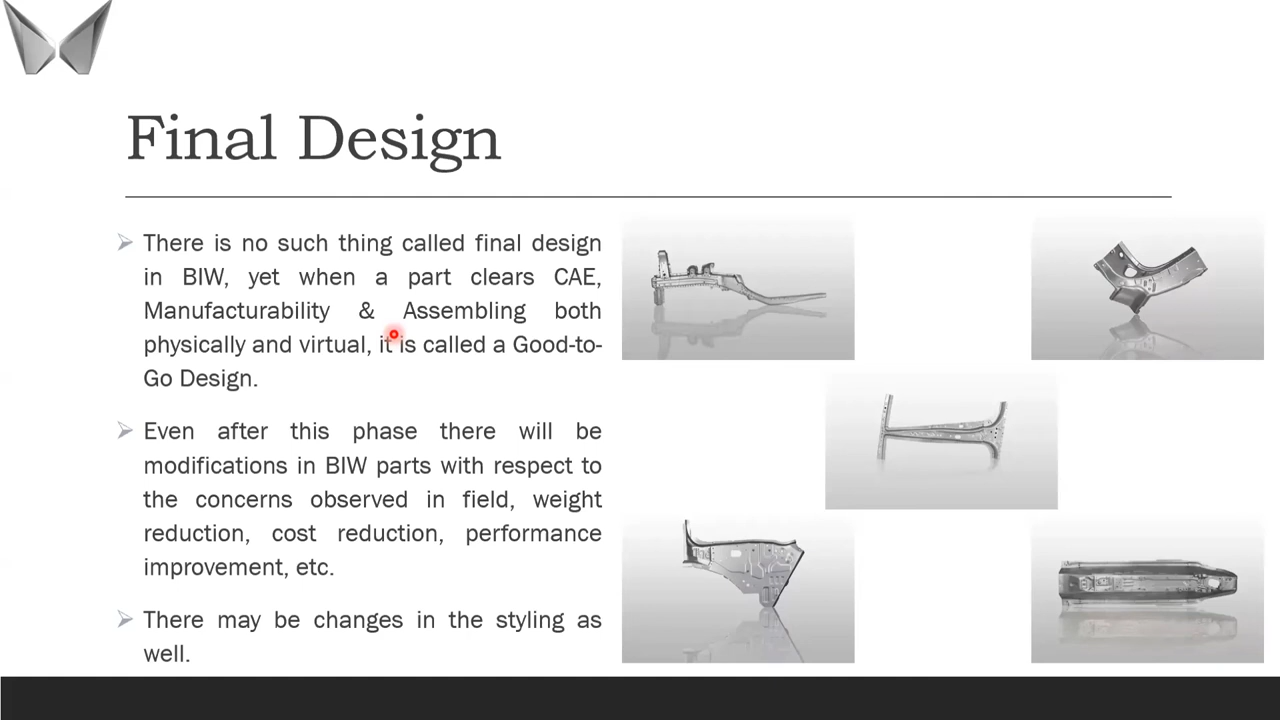 Final Design
There is no such thing called final design
in BIW, yet when a part clears CAE,
Manufacturability & Assembling both
physically and virtual, it is called a Good-to-
Go Design.
Even after this phase there will be
modifications in BIW parts with respect to
the concerns observed in field, weight
reduction, cost reduction, performance
improvement, etc.
There may be changes in the styling as
well.